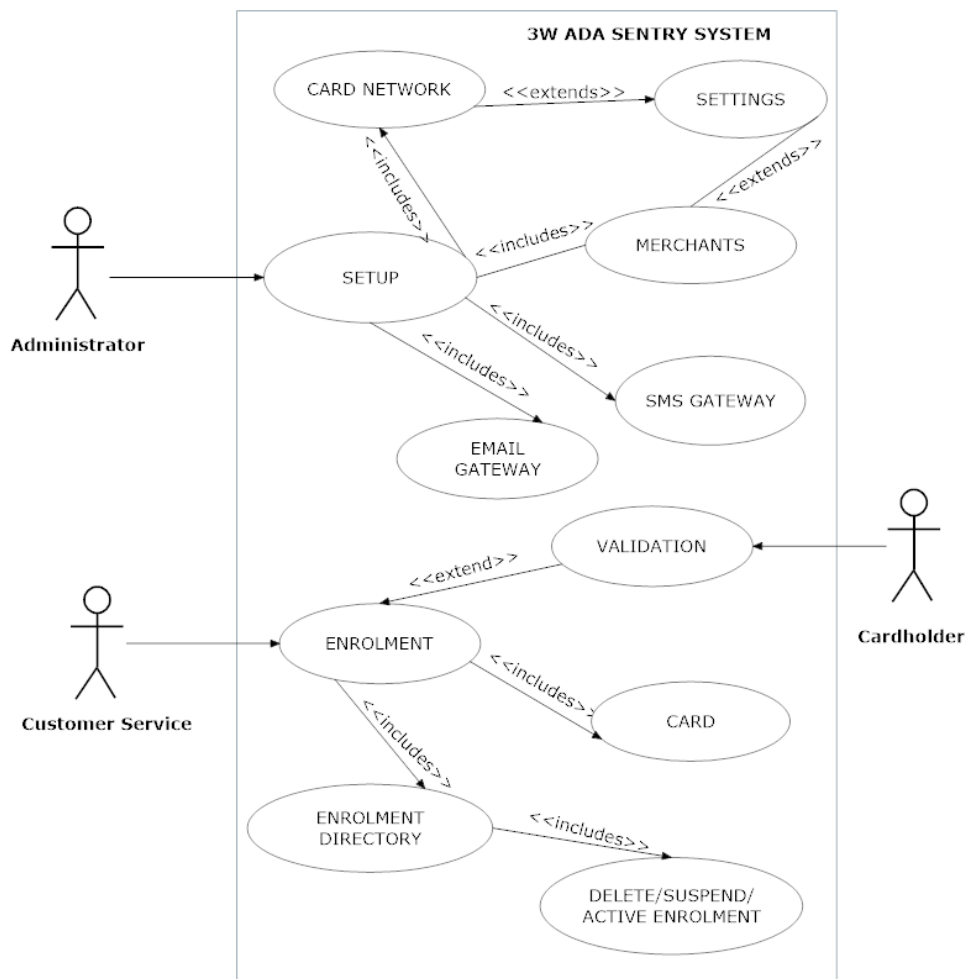 3W ADA SENTRY SYSTEM
CARD NETWORK
<<extends>>
SETTINGS
<<includes>>
<<extends>>
<<includes>>
MERCHANTS
SETUP
Administrator
<<includes>>
<<includes>>
SMS GATEWAY
EMAIL
GATEWAY
VALIDATION
<<extend>>
Cardholder
ENROLMENT
Customer Service
<<includes>>
CARD
<<includes>>
ENROLMENT
DIRECTORY
<<includes>>
DELETE/SUSPEND/
ACTIVE ENROLMENT